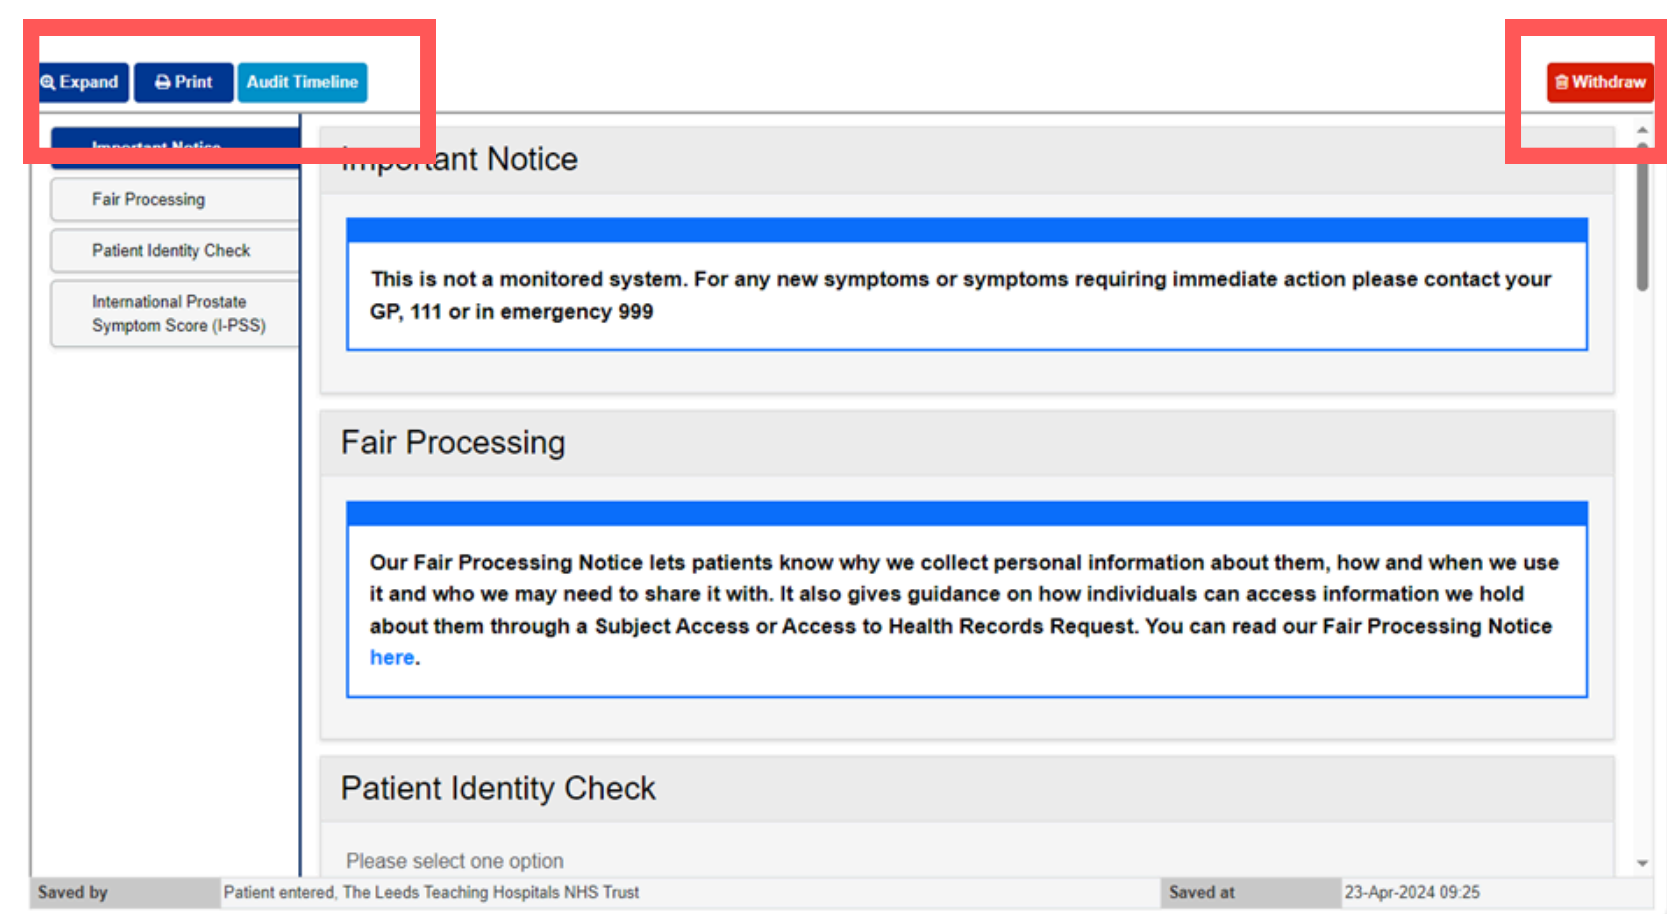 Expand Print Audit Timeline Withdraw
Important Notice
Fair Processing
Patient Identity Check
International Prostate
Symptom Score (I-PSS)
Important Notice
This is not a monitored system. For any new symptoms or symptoms requiring immediate action please contact your
GP, 111 or in emergency 999
Fair Processing
Our Fair Processing Notice lets patients know why we collect personal information about them, how and when we use
it and who we may need to share it with. It also gives guidance on how individuals can access information we hold
about them through a Subject Access or Access to Health Records Request. You can read our Fair Processing Notice
here.
Patient Identity Check
Please select one option
Saved by Patient entered, The Leeds Teaching Hospitals NHS Trust Saved at 23-Apr-2024 09:25